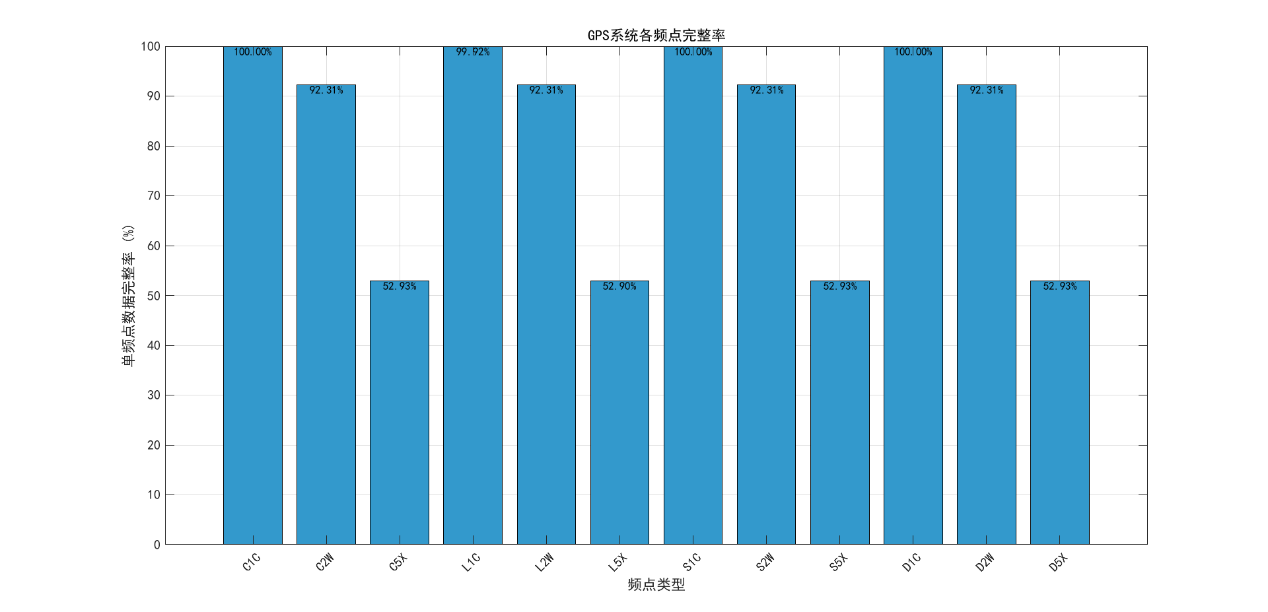 GPS系统各频点完整率
单频点数据完整率 (%)
100
90
80
70
60
50
40
30
20
10
0
100.00%
92.31%
52.93%
99.92%
92.31%
52.90%
100.00%
92.31%
52.93%
100.00%
92.31%
52.93%
C1C
C2W
C5X
L1C
L2W
L5X
S1C
S2W
S5X
D1C
D2W
D5X
频点类型